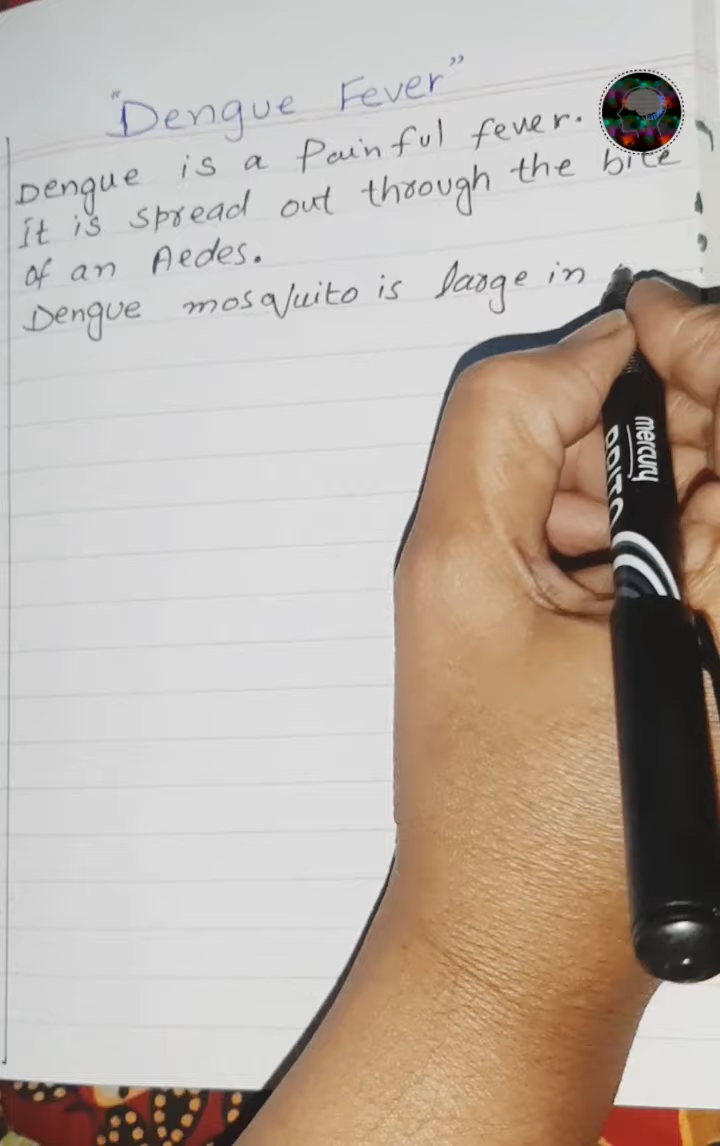 "Dengue Fever"
Dengue is a Painful fever.
it is spread out through the bite
of an Aedes.
Dengue mosquito is large in
mercury